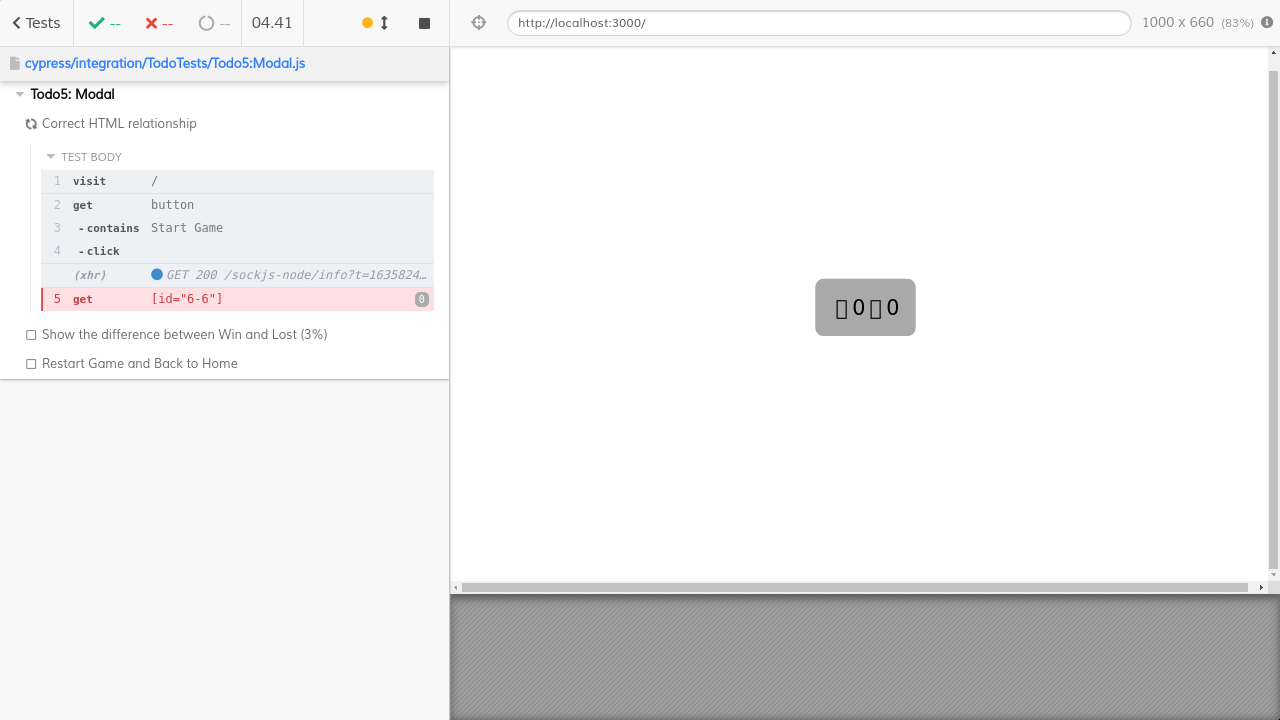 Tests
--
--
--
04.41
http://localhost:3000/
1000 x 660 (83%)
cypress/integration/TodoTests/Todo5:Modal.js
Todo5: Modal
Correct HTML relationship
TEST BODY
1 visit /
2 get button
3 -contains Start Game
4 -click
(xhr) GET 200 /sockjs-node/info?t=1635824…
5 get [id="6-6"] 0
Show the difference between Win and Lost (3%)
Restart Game and Back to Home
0 0